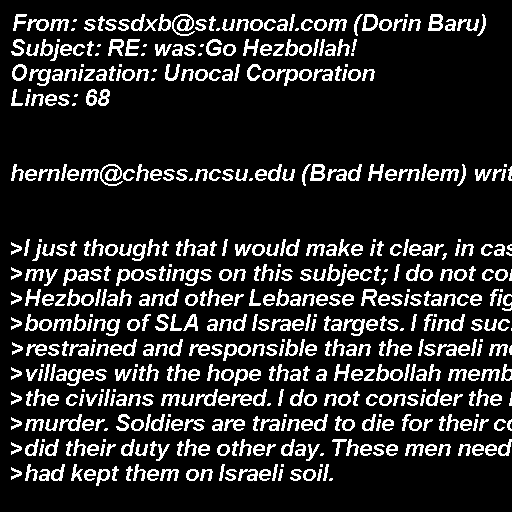 From: stssdxb@st.unocal.com (Dorin Baru)
Subject: RE: was:Go Hezbollah!
Organization: Unocal Corporation
Lines: 68
hernlem@chess.ncsu.edu (Brad Hernlem) writ
>I just thought that I would make it clear, in cas
>my past postings on this subject; I do not con
>Hezbollah and other Lebanese Resistance fig
>bombing of SLA and Israeli targets. I find suc
>restrained and responsible than the Israeli me
>villages with the hope that a Hezbollah memb
>the civilians murdered. I do not consider the
>murder. Soldiers are trained to die for their co
>did their duty the other day. These men need
>had kept them on Israeli soil.